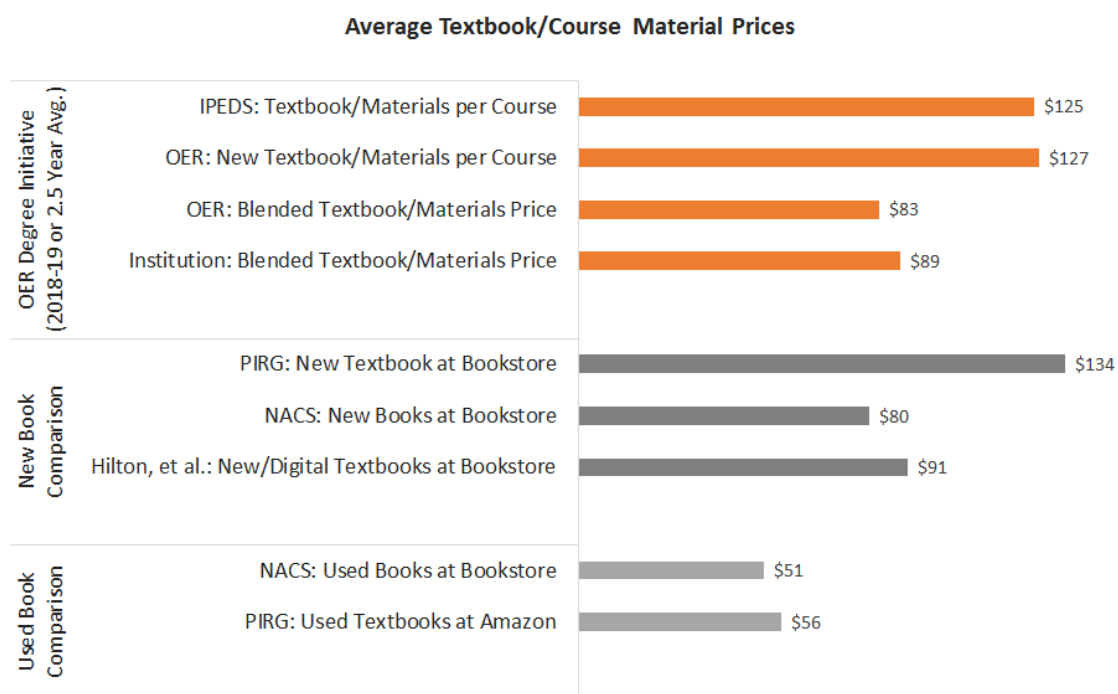 Average Textbook/Course Material Prices
OER Degree Initiative
(2018-19 or 2.5 Year Avg.)
IPEDS: Textbook/Materials per Course
$125
OER: New Textbook/Materials per Course
$127
OER: Blended Textbook/Materials Price
$83
Institution: Blended Textbook/Materials Price
$89
New Book
Comparison
PIRG: New Textbook at Bookstore
$134
NACS: New Books at Bookstore
$80
Hilton, et al.: New/Digital Textbooks at Bookstore
$91
Used Book
Comparison
NACS: Used Books at Bookstore
$51
PIRG: Used Textbooks at Amazon
$56